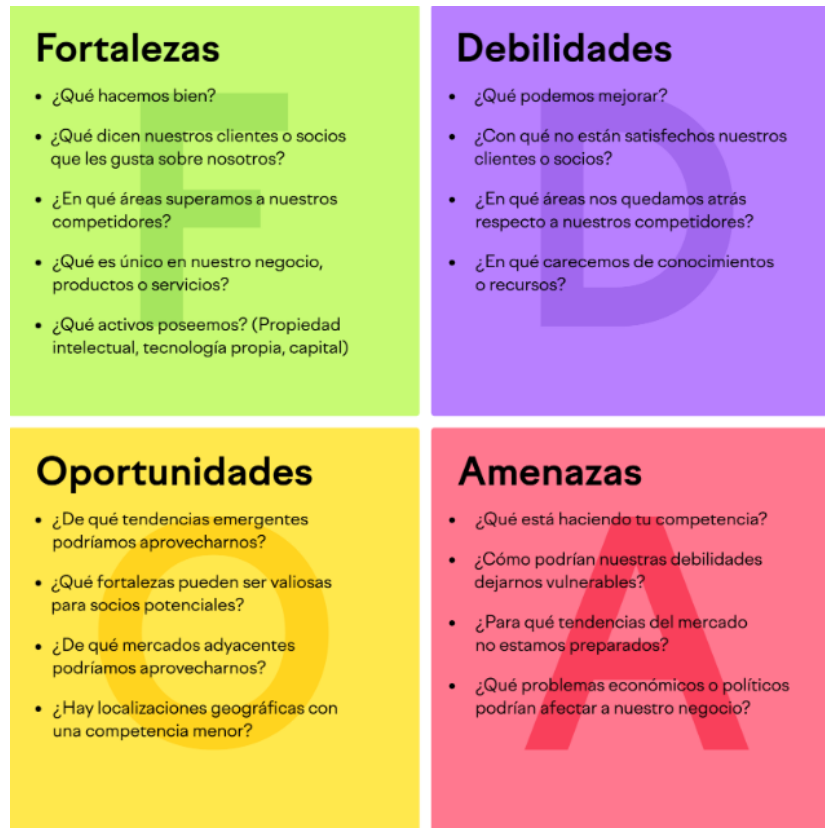 Fortalezas
• ¿Qué hacemos bien?
• ¿Qué dicen nuestros clientes o socios
que les gusta sobre nosotros?
• ¿En qué áreas superamos a nuestros
competidores?
• ¿Qué es único en nuestro negocio,
productos o servicios?
• ¿Qué activos poseemos? (Propiedad
intelectual, tecnología propia, capital)
F
Debilidades
• ¿Qué podemos mejorar?
• ¿Con qué no están satisfechos nuestros
clientes o socios?
• ¿En qué áreas nos quedamos atrás
respecto a nuestros competidores?
• ¿En qué carecemos de conocimientos
o recursos?
D
Oportunidades
• ¿De qué tendencias emergentes
podríamos aprovecharnos?
• ¿Qué fortalezas pueden ser valiosas
para socios potenciales?
• ¿De qué mercados adyacentes
podríamos aprovecharnos?
• ¿Hay localizaciones geográficas con
una competencia menor?
O
Amenazas
• ¿Qué está haciendo tu competencia?
• ¿Cómo podrían nuestras debilidades
dejarnos vulnerables?
• ¿Para qué tendencias del mercado
no estamos preparados?
• ¿Qué problemas económicos o políticos
podrían afectar a nuestro negocio?
A